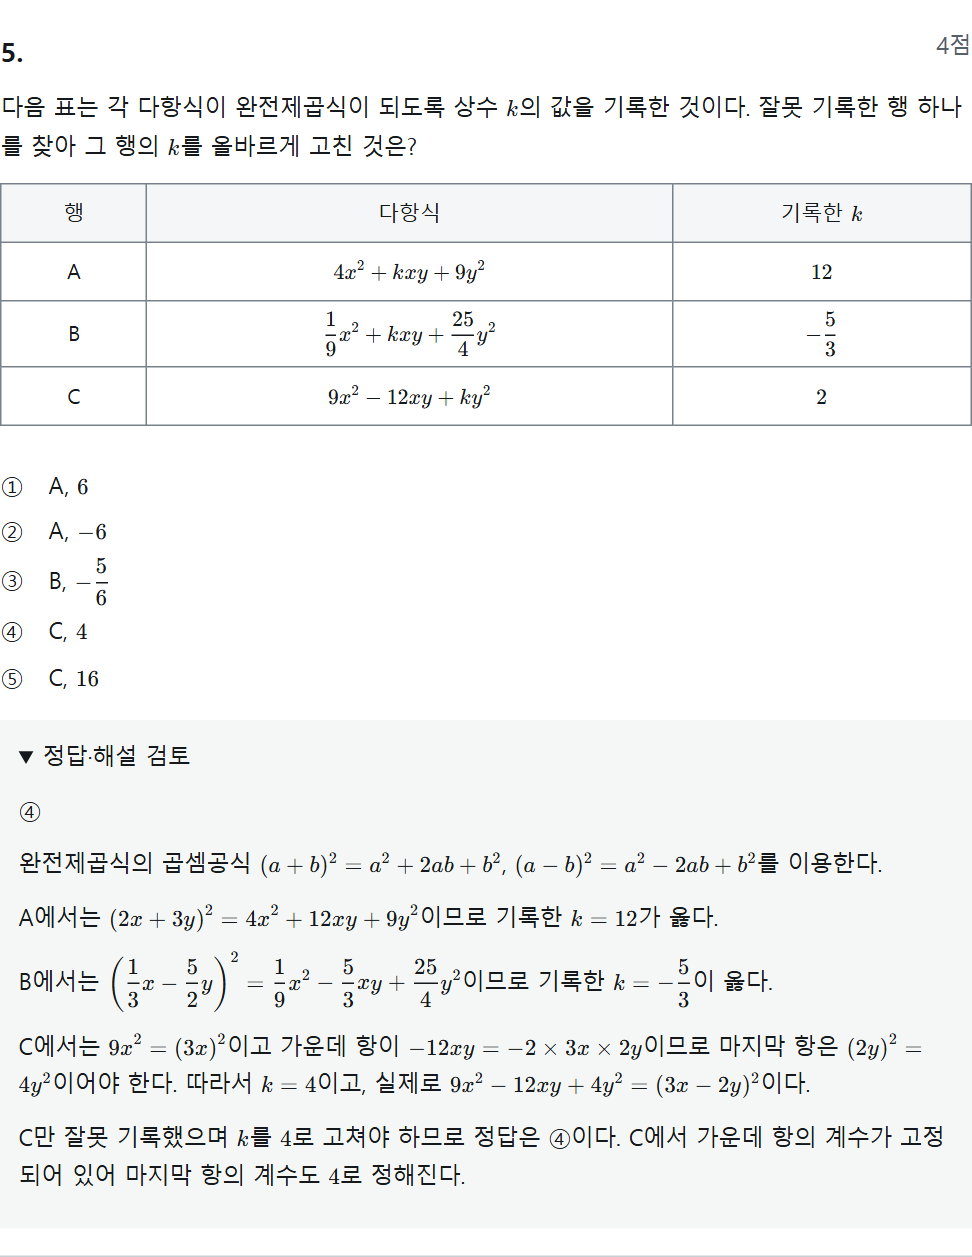 5.
4점
다음 표는 각 다항식이 완전제곱식이 되도록 상수 k의 값을 기록한 것이다. 잘못 기록한 행 하나
를 찾아 그 행의 k를 올바르게 고친 것은?
행 다항식 기록한 k
A 4x² + kxy + 9y² 12
B 1/9 x² + kxy + 25/4 y² −5/3
C 9x² − 12xy + ky² 2
① A, 6
② A, −6
③ B, −5/6
④ C, 4
⑤ C, 16
▼ 정답·해설 검토
④
완전제곱식의 곱셈공식 (a + b)² = a² + 2ab + b², (a − b)² = a² − 2ab + b²를 이용한다.
A에서는 (2x + 3y)² = 4x² + 12xy + 9y²이므로 기록한 k = 12가 옳다.
B에서는 (1/3 x − 5/2 y)² = 1/9 x² − 5/3 xy + 25/4 y²이므로 기록한 k = −5/3이 옳다.
C에서는 9x² = (3x)²이고 가운데 항이 −12xy = −2 × 3x × 2y이므로 마지막 항은 (2y)² =
4y²이어야 한다. 따라서 k = 4이고, 실제로 9x² − 12xy + 4y² = (3x − 2y)²이다.
C만 잘못 기록했으며 k를 4로 고쳐야 하므로 정답은 ④이다. C에서 가운데 항의 계수가 고정
되어 있어 마지막 항의 계수도 4로 정해진다.